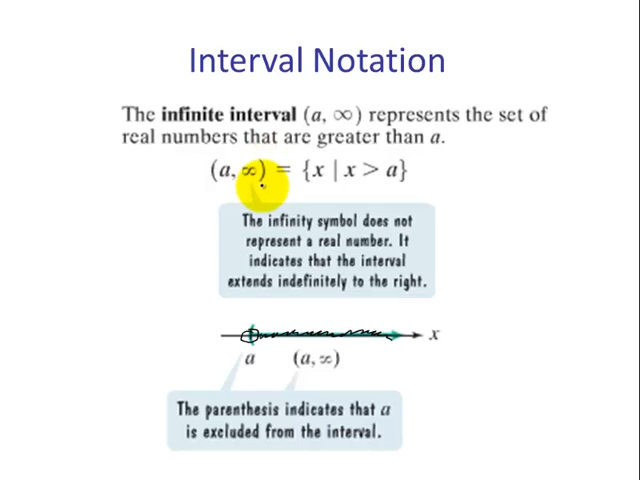 Interval Notation
The infinite interval (a, ∞) represents the set of
real numbers that are greater than a.
(a, ∞) = {x | x > a}
The infinity symbol does not
represent a real number. It
indicates that the interval
extends indefinitely to the right.
x
a (a, ∞)
The parenthesis indicates that a
is excluded from the interval.